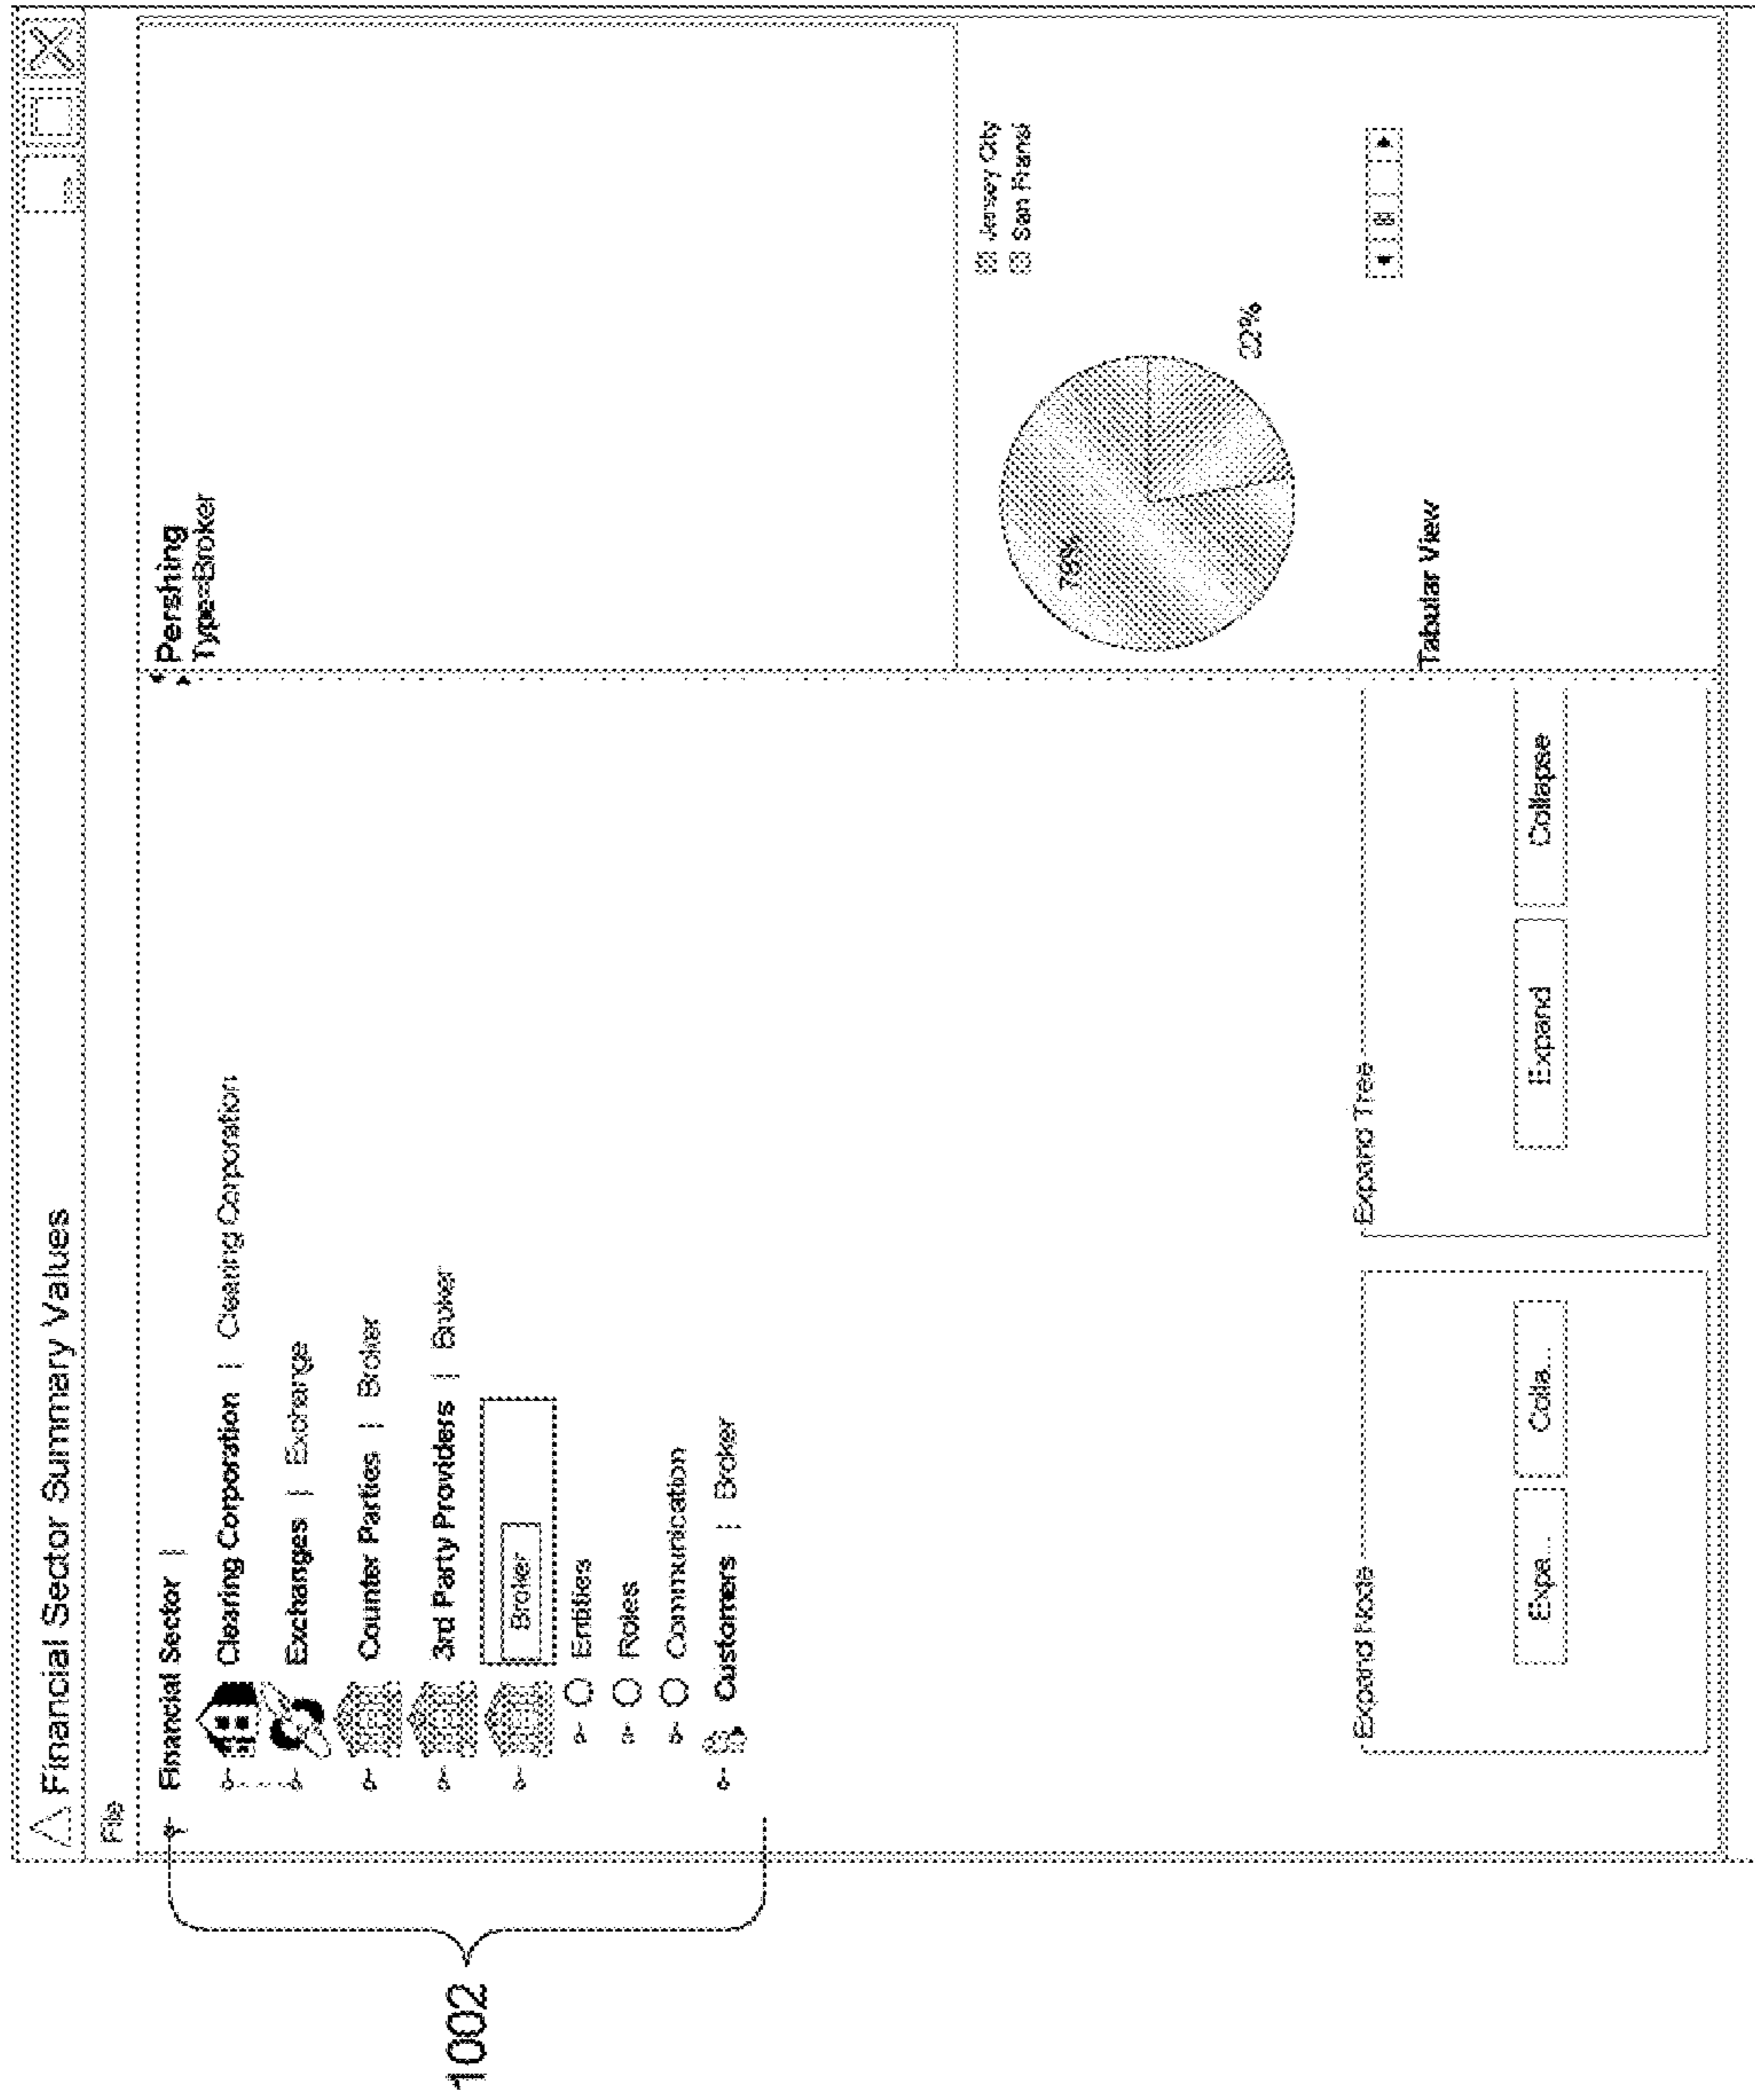 Financial Sector Summary Values
File
Financial Sector |
Clearing Corporation | Clearing Corporation
Exchanges | Exchange
Counter Parties | Broker
3rd Party Providers | Broker
Broker
Entities
Roles
Communication
Customers | Broker
1002
Expand Node
Expa...
Colla...
Expand Tree
Expand
Collapse
Pershing
Type=Broker
Jersey City
San Fransi
22%
Tabular View